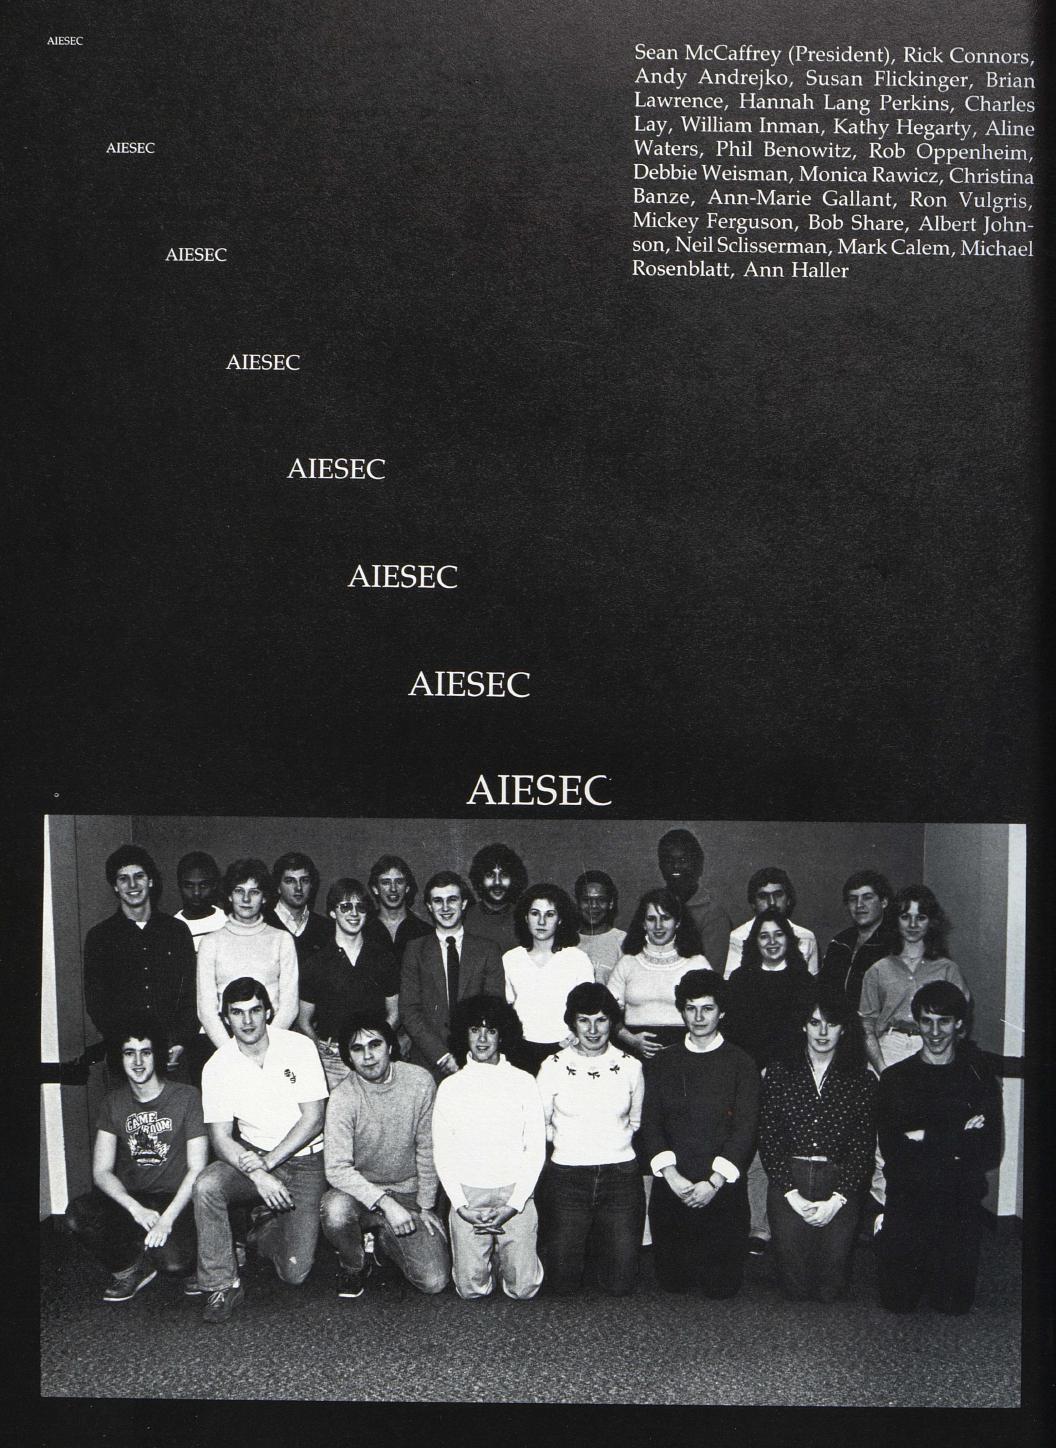 AIESEC
AIESEC
AIESEC
AIESEC
AIESEC
AIESEC
AIESEC
AIESEC
Sean McCaffrey (President), Rick Connors,
Andy Andrejko, Susan Flickinger, Brian
Lawrence, Hannah Lang Perkins, Charles
Lay, William Inman, Kathy Hegarty, Aline
Waters, Phil Benowitz, Rob Oppenheim,
Debbie Weisman, Monica Rawicz, Christina
Banze, Ann-Marie Gallant, Ron Vulgris,
Mickey Ferguson, Bob Share, Albert John-
son, Neil Sclisserman, Mark Calem, Michael
Rosenblatt, Ann Haller
GAME
ROOM